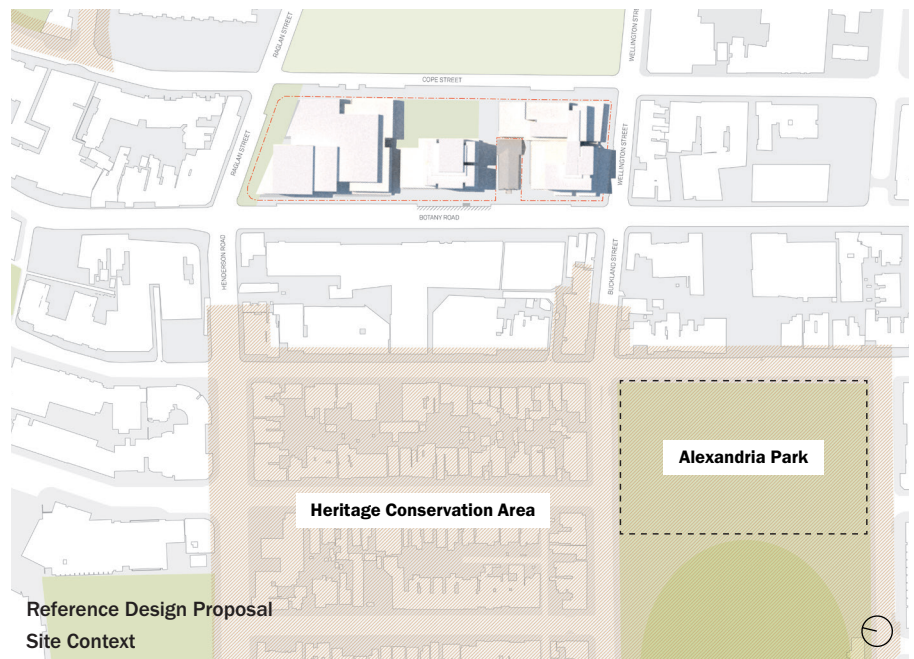 RAGLAN STREET
WELLINGTON STREET
COPE STREET
RAGLAN STREET
WELLINGTON STREET
BOTANY ROAD
HENDERSON ROAD
BUCKLAND STREET
Alexandria Park
Heritage Conservation Area
Reference Design Proposal
Site Context